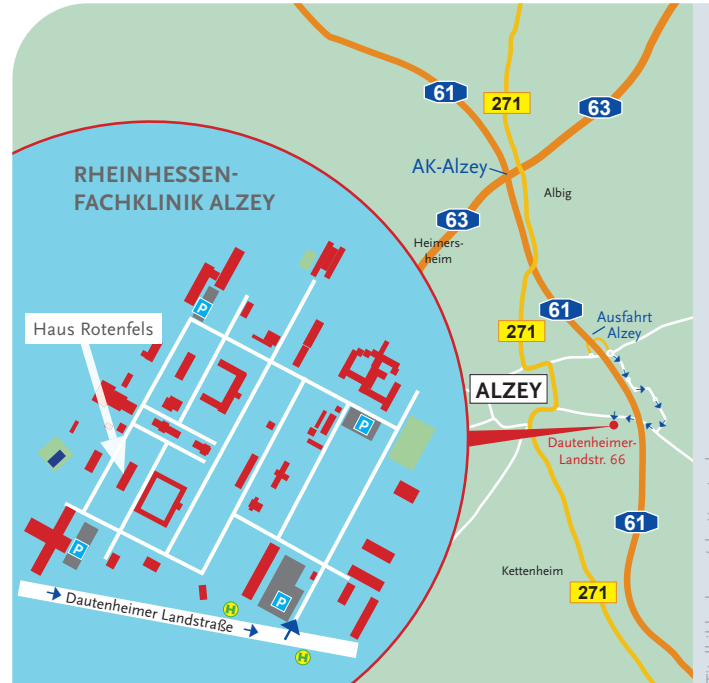 61
63
271
RHEINHESSEN-
FACHKLINIK ALZEY
AK-Alzey
Albig
63
Heimers-
heim
P
61
Ausfahrt
Alzey
Haus Rotenfels
271
ALZEY
P
Dautenheimer-
Landstr. 66
61
P
Kettenheim
271
P
Dautenheimer Landstraße
H
H